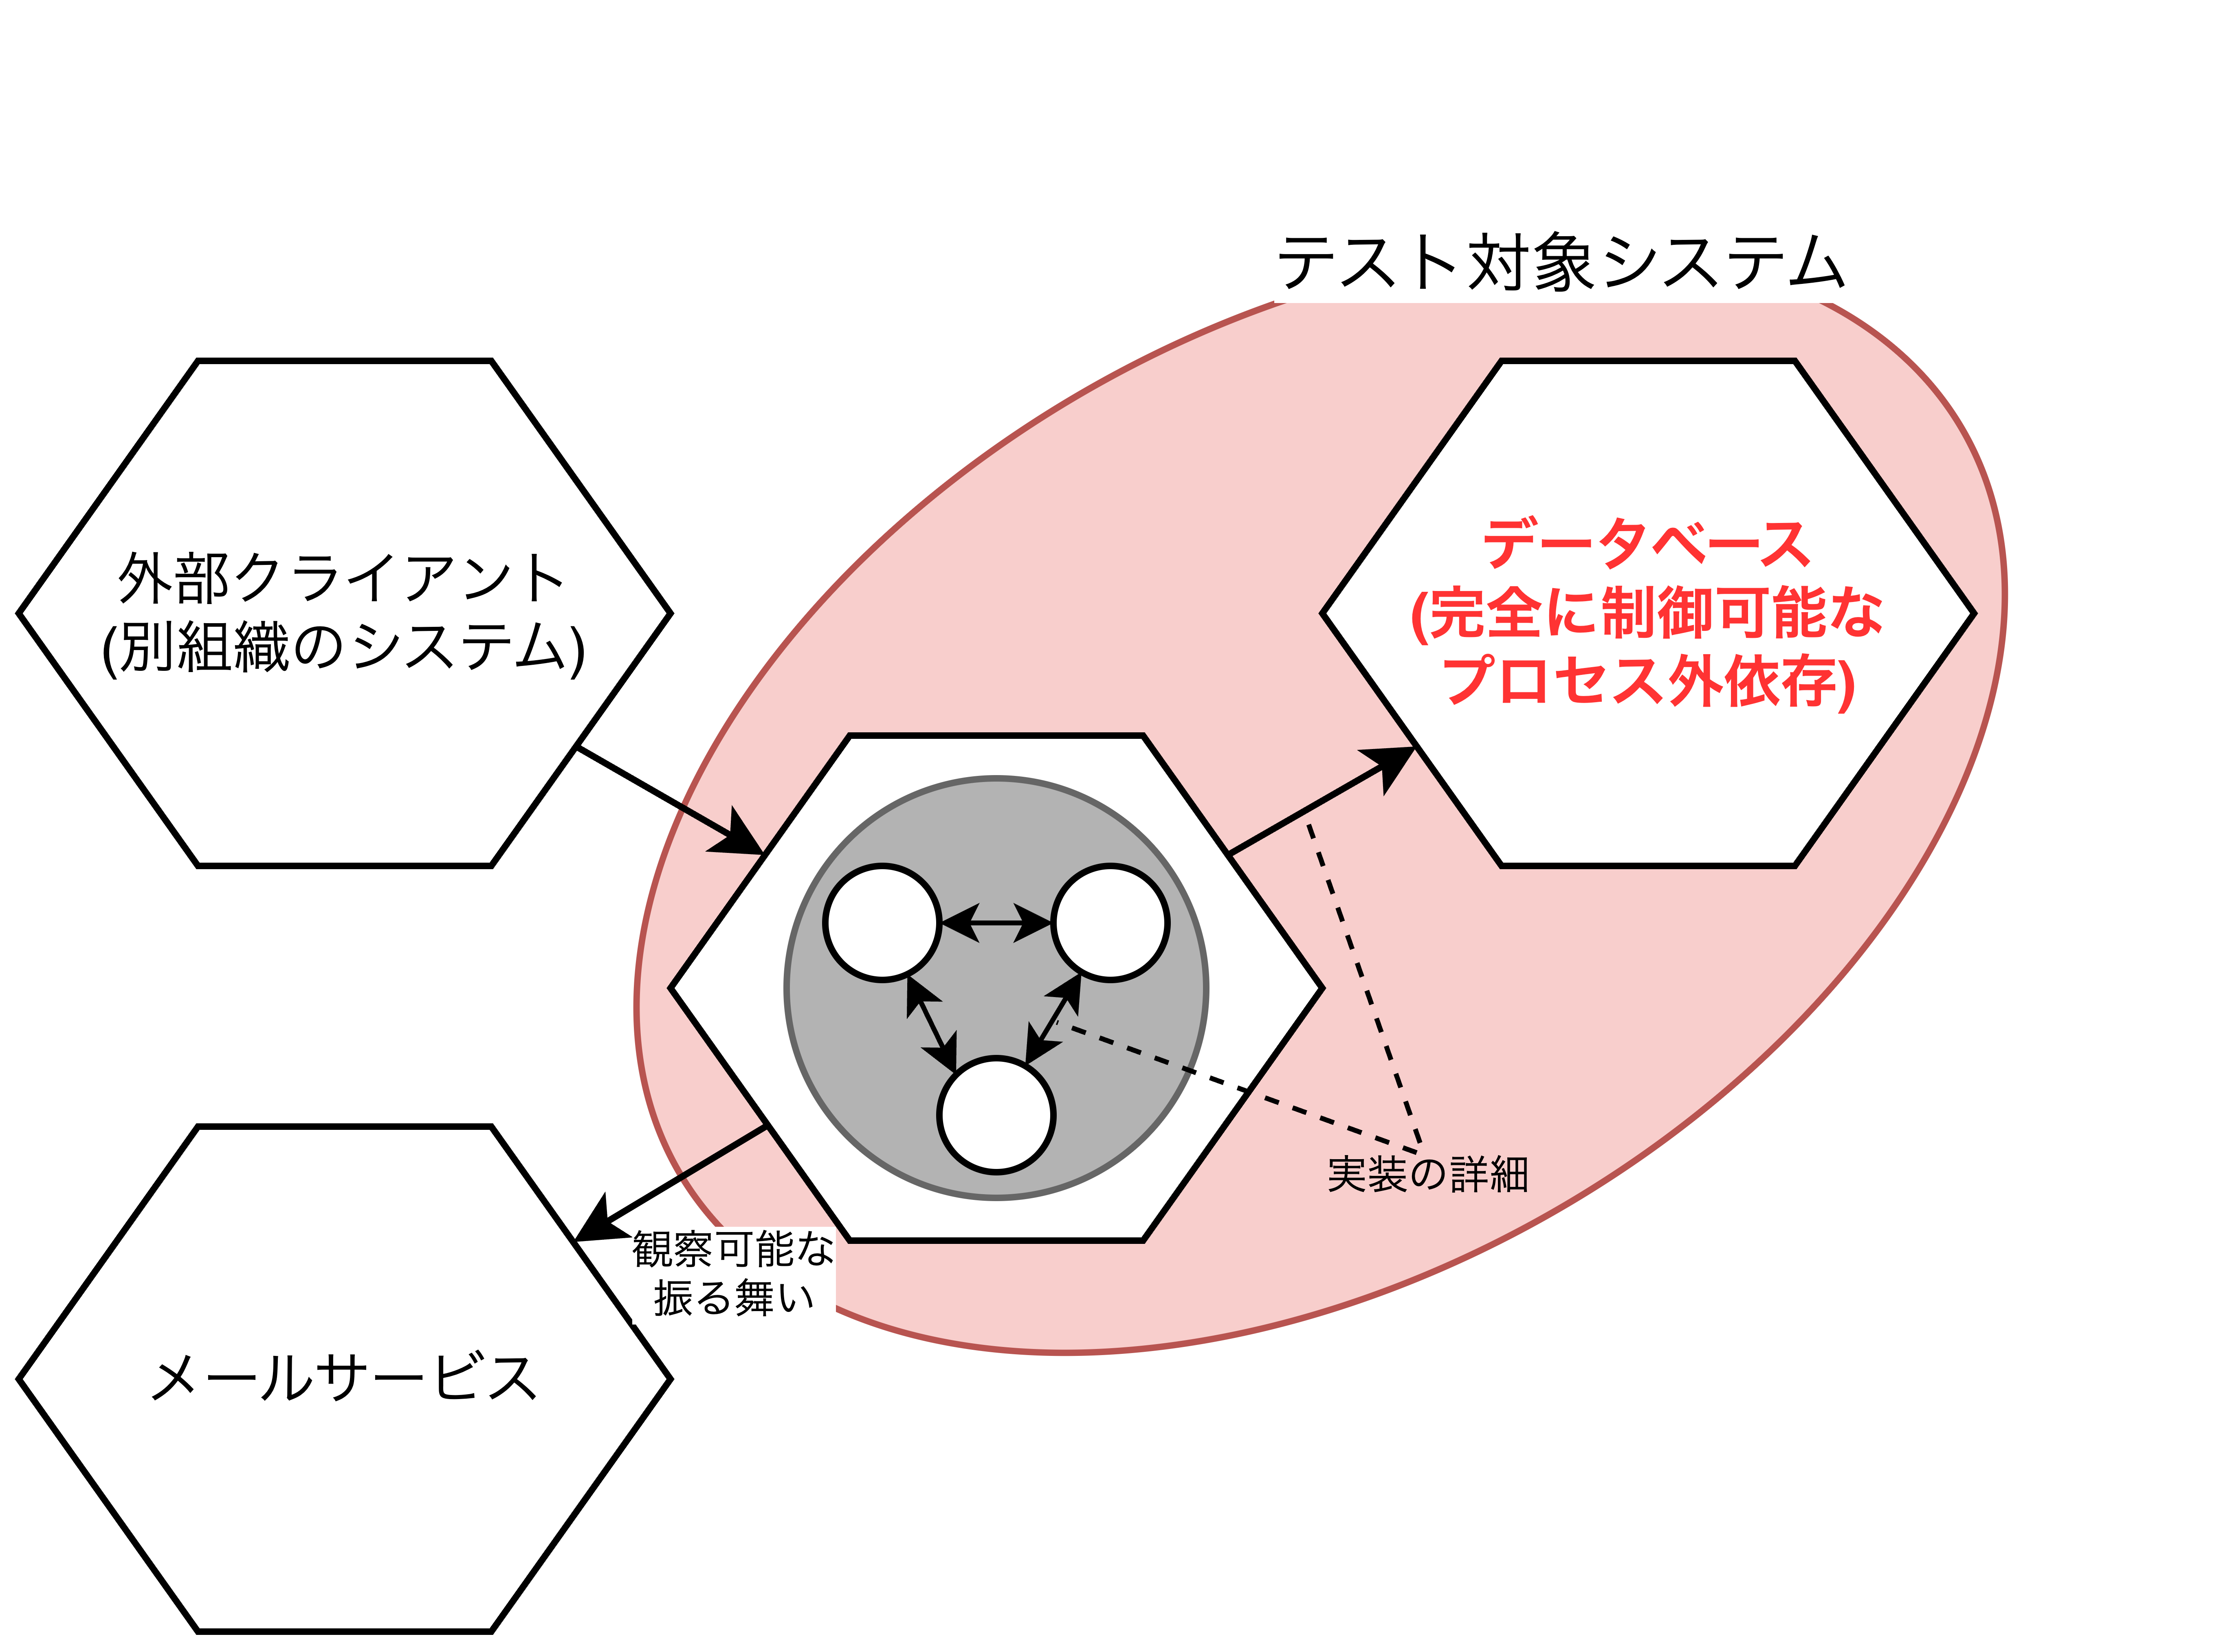 テスト対象システム
外部クライアント
(別組織のシステム)
データベース
(完全に制御可能な
プロセス外依存)
実装の詳細
観察可能な
振る舞い
メールサービス